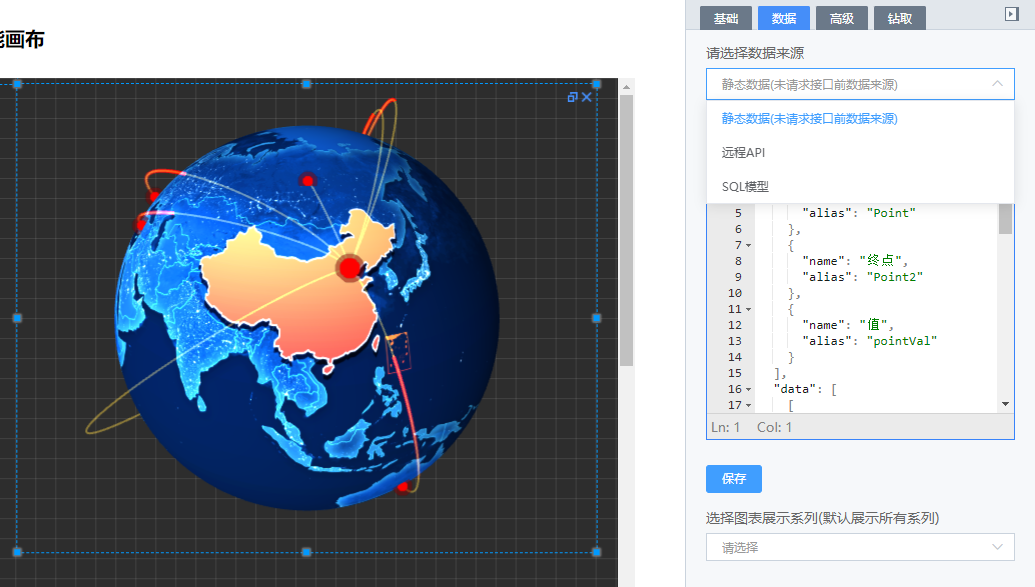 能画布
基础 数据 高级 钻取
请选择数据来源
静态数据(未请求接口前数据来源)
静态数据(未请求接口前数据来源)
远程API
SQL模型
5 "alias": "Point"
6 },
7 {
8 "name": "终点",
9 "alias": "Point2"
10 },
11 {
12 "name": "值",
13 "alias": "pointVal"
14 }
15 ],
16 "data": [
17 [
Ln: 1 Col: 1
保存
选择图表展示系列(默认展示所有系列)
请选择